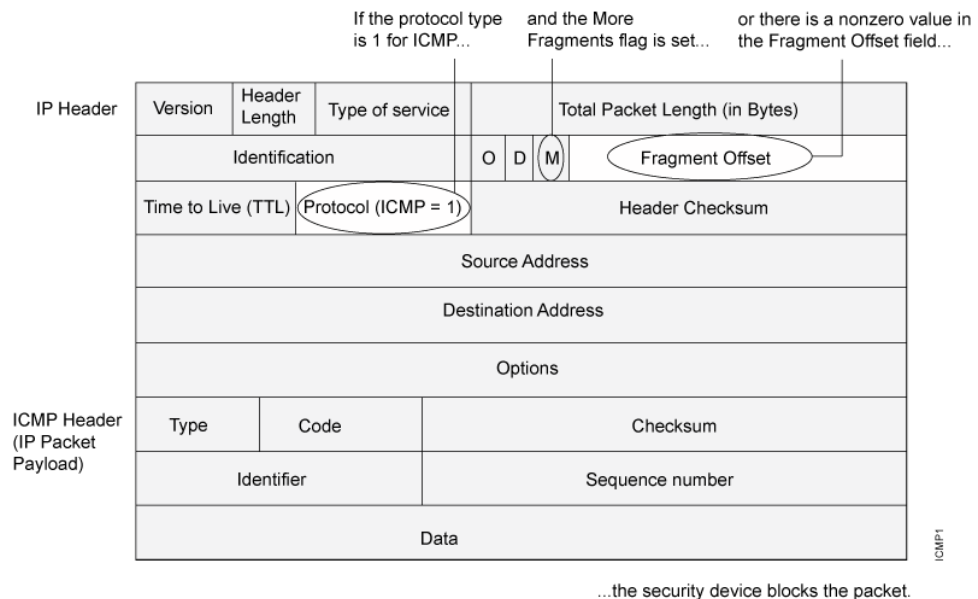 If the protocol type
is 1 for ICMP...
and the More
Fragments flag is set...
or there is a nonzero value in
the Fragment Offset field...
IP Header
Version
Header
Length
Type of service
Total Packet Length (in Bytes)
Identification
O
D
M
Fragment Offset
Time to Live (TTL)
Protocol (ICMP = 1)
Header Checksum
Source Address
Destination Address
Options
ICMP Header
(IP Packet
Payload)
Type
Code
Checksum
Identifier
Sequence number
Data
ICMP1
...the security device blocks the packet.